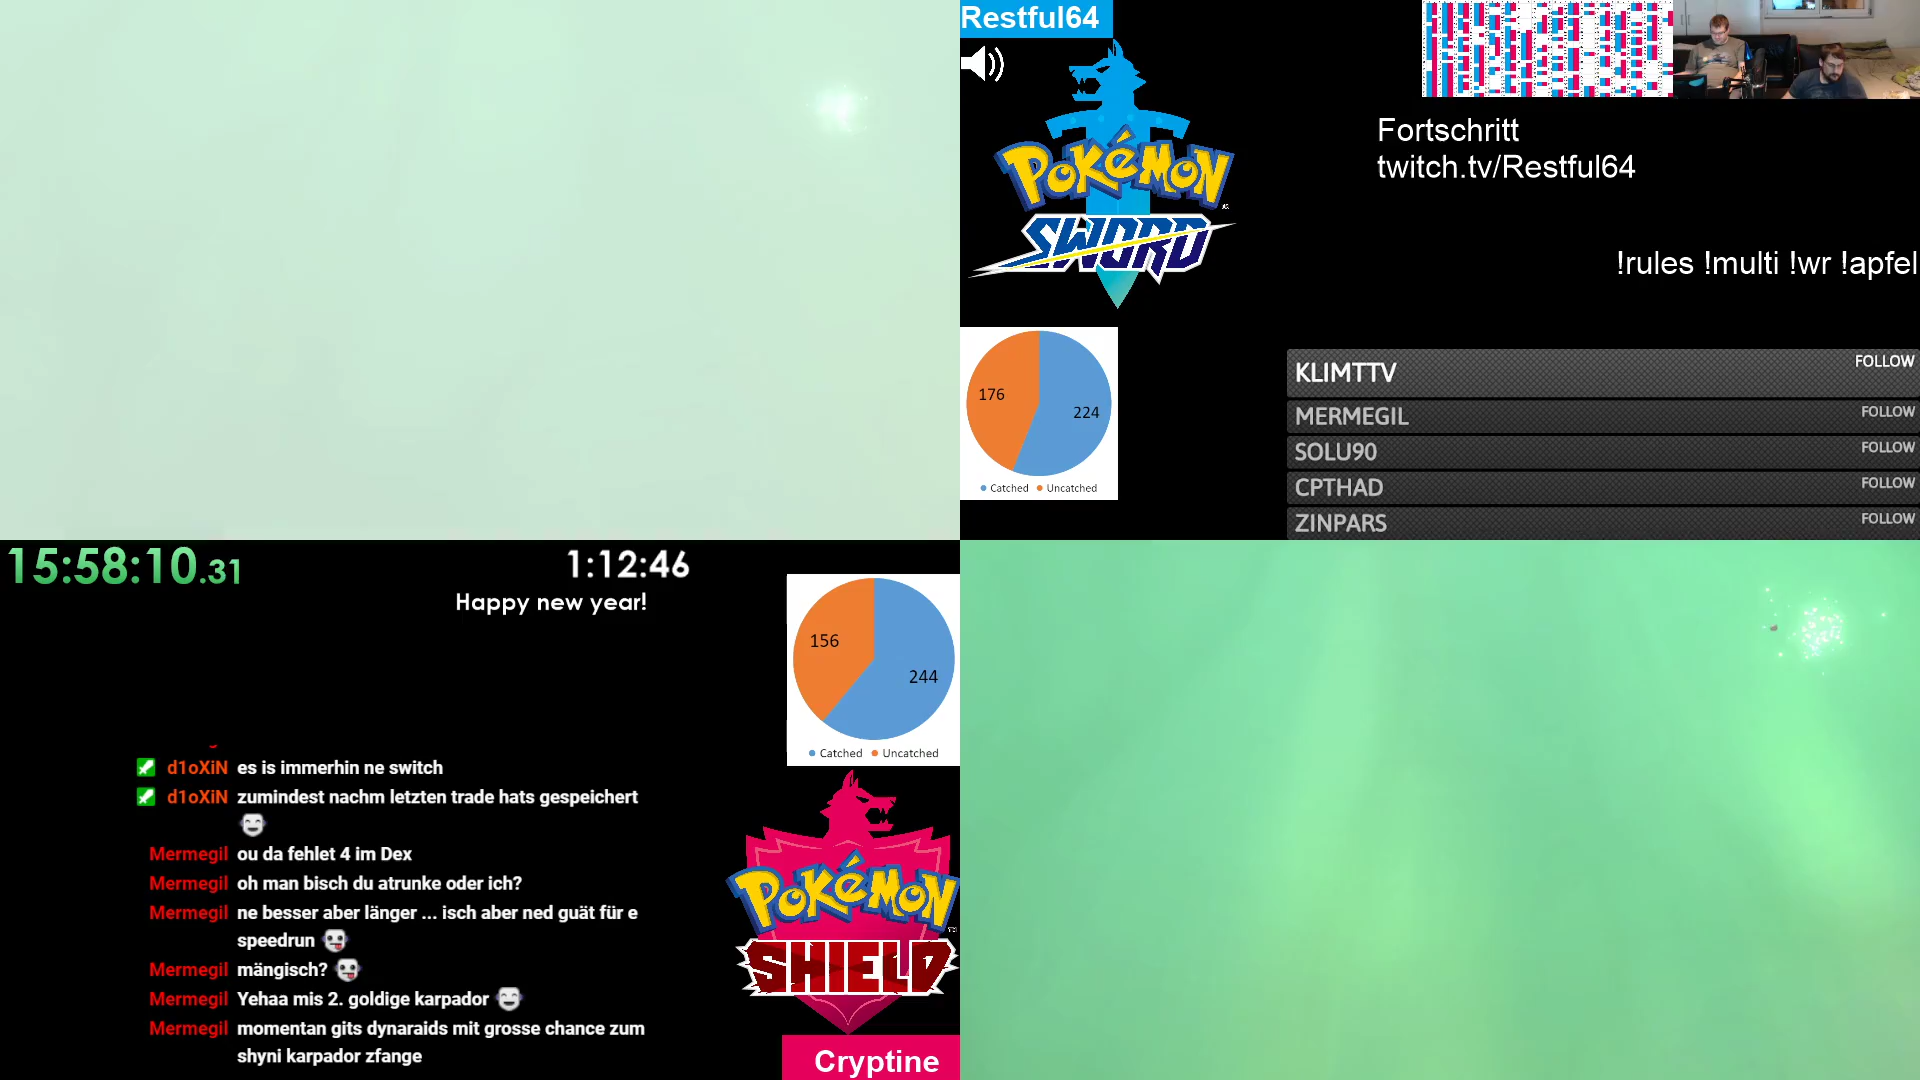 Restful64
POKÉMON
SWORD
Fortschritt
twitch.tv/Restful64
!rules !multi !wr !apfel
176
224
Catched Uncatched
KLIMTTV FOLLOW
MERMEGIL FOLLOW
SOLU90 FOLLOW
CPTHAD FOLLOW
ZINPARS FOLLOW
15:58:10.31
1:12:46
Happy new year!
156
244
Catched Uncatched
d1oXiN es is immerhin ne switch
d1oXiN zumindest nachm letzten trade hats gespeichert
Mermegil ou da fehlet 4 im Dex
Mermegil oh man bisch du atrunke oder ich?
Mermegil ne besser aber länger ... isch aber ned guät für e
speedrun
Mermegil mängisch?
Mermegil Yehaa mis 2. goldige karpador
Mermegil momentan gits dynaraids mit grosse chance zum
shyni karpador zfange
POKÉMON
SHIELD
Cryptine